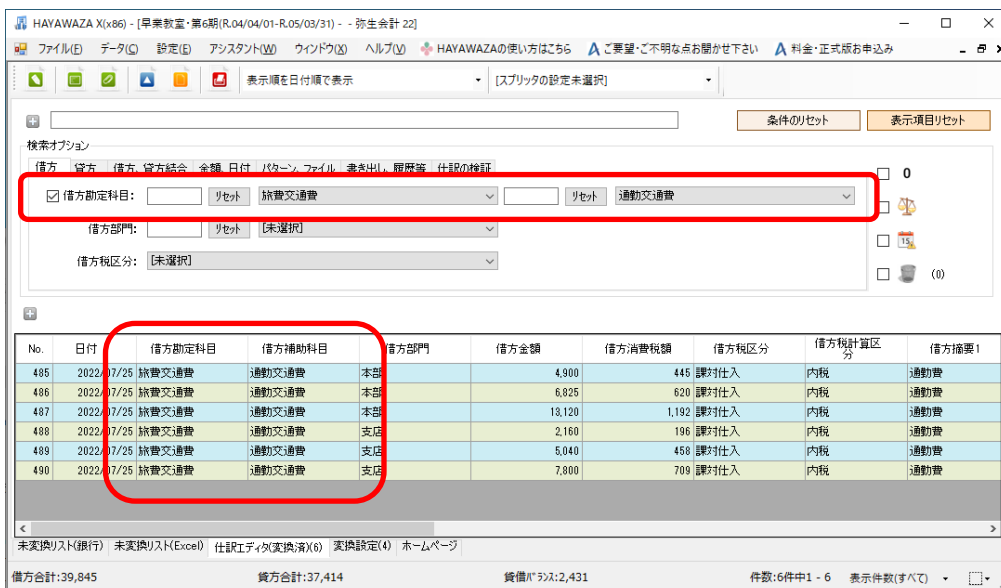 HAYAWAZA X(x86) - [早業教室・第6期(R.04/04/01-R.05/03/31) - - 弥生会計 22]
ファイル(F) データ(C) 設定(E) アシスタント(W) ウィンドウ(X) ヘルプ(V) HAYAWAZAの使い方はこちら ご要望・ご不明な点お聞かせ下さい 料金・正式版お申込み
表示順を日付順で表示 [スプリッタの設定未選択]
条件のリセット 表示項目リセット
検索オプション
借方 貸方 借方、貸方結合 金額、日付 パターン、ファイル 書き出し、履歴等 仕訳の検証
0
借方勘定科目: リセット 旅費交通費 リセット 通勤交通費
借方部門: リセット [未選択]
15
借方税区分: [未選択]
(0)
No. 日付 借方勘定科目 借方補助科目 借方部門 借方金額 借方消費税額 借方税区分 借方税計算区分 借方摘要1
485 2022/07/25 旅費交通費 通勤交通費 本部 4,900 445 課対仕入 内税 通勤費
486 2022/07/25 旅費交通費 通勤交通費 本部 6,825 620 課対仕入 内税 通勤費
487 2022/07/25 旅費交通費 通勤交通費 本部 13,120 1,192 課対仕入 内税 通勤費
488 2022/07/25 旅費交通費 通勤交通費 支店 2,160 196 課対仕入 内税 通勤費
489 2022/07/25 旅費交通費 通勤交通費 支店 5,040 458 課対仕入 内税 通勤費
490 2022/07/25 旅費交通費 通勤交通費 支店 7,800 709 課対仕入 内税 通勤費
未変換リスト(銀行) 未変換リスト(Excel) 仕訳エディタ(変換済)(6) 変換設定(4) ホームページ
借方合計:39,845 貸方合計:37,414 貸借バランス:2,431 件数:6件中1 - 6 表示件数(すべて)